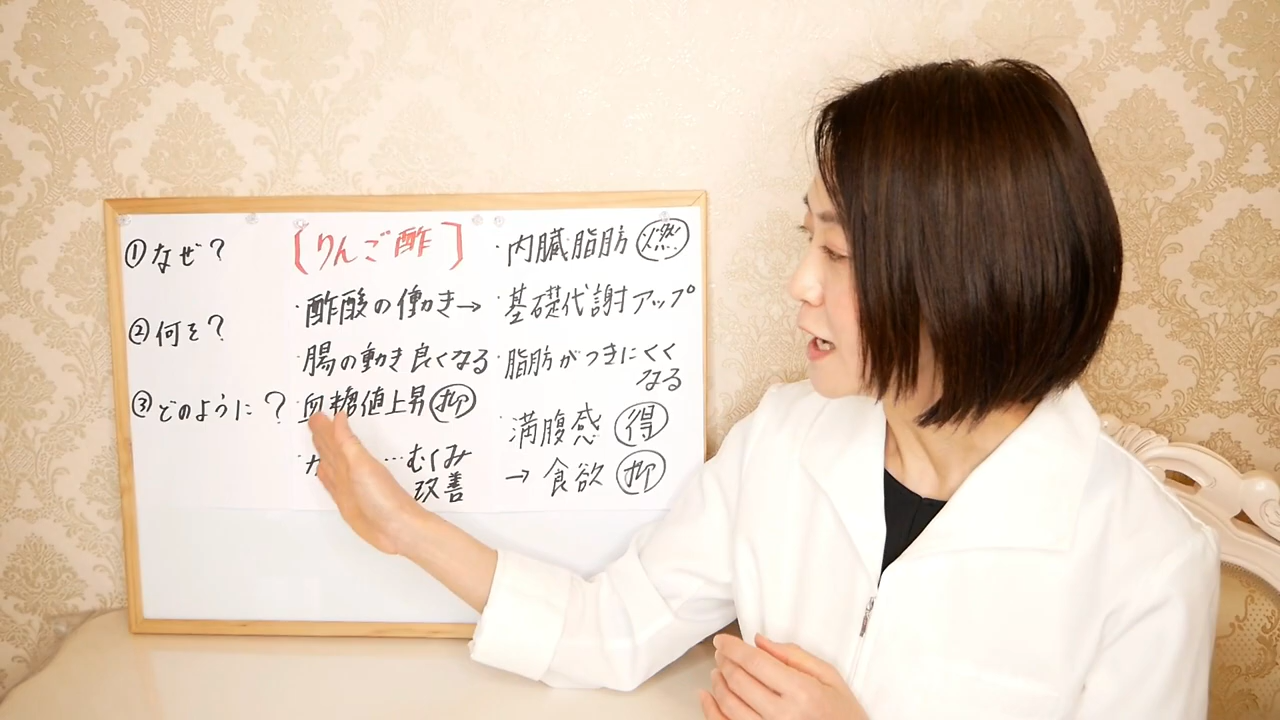 ①なぜ?
②何を?
③どのように?
【りんご酢】
・酢酸の働き→
・腸の動き良くなる
・血糖値上昇㊥抑
・カ …むくみ
改善
・内臓脂肪 燃
・基礎代謝アップ
・脂肪がつきにくく
なる
・満腹感 得
→食欲 抑